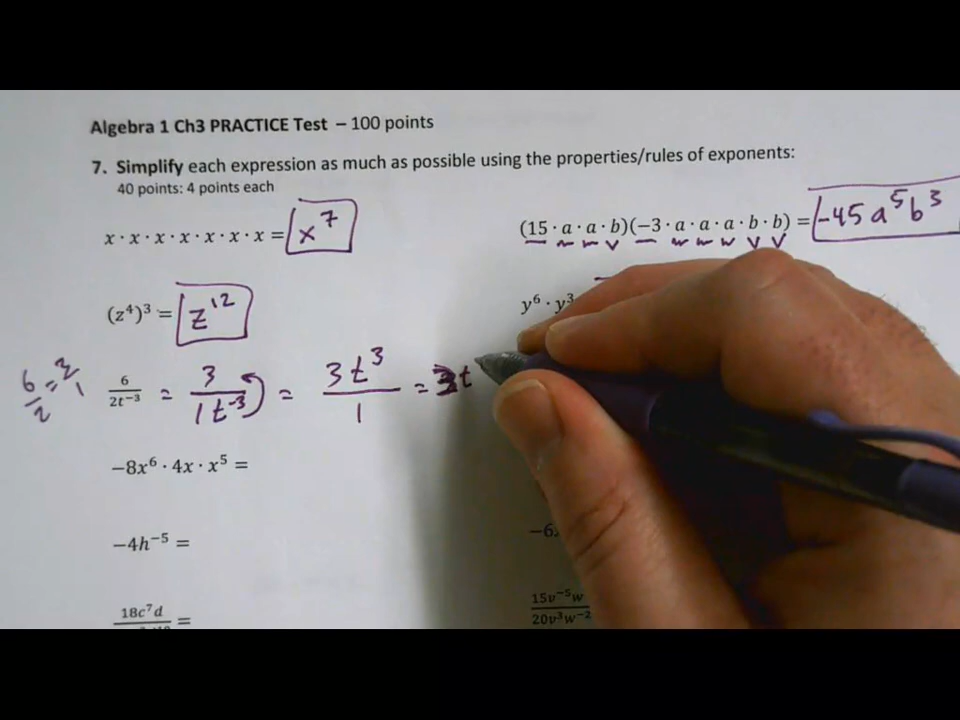 Algebra 1 Ch3 PRACTICE Test – 100 points
7. Simplify each expression as much as possible using the properties/rules of exponents:
40 points: 4 points each
x · x · x · x · x · x · x = x⁷
(15 · a · a · b)(−3 · a · a · a · b · b) = -45a⁵b³
(z⁴)³ = z¹²
y⁶ · y³
6/2 = 3/1
6/2t⁻³ = 3/1t⁻³ = 3t³/1 = 3t
−8x⁶ · 4x · x⁵ =
−4h⁻⁵ =
−6
18c⁷d =
15v⁻⁵w/20v³w⁻²